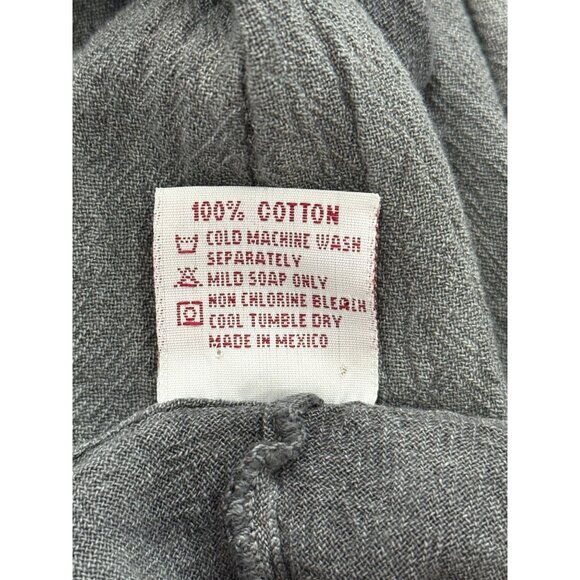 100% COTTON
COLD MACHINE WASH
SEPARATELY
MILD SOAP ONLY
NON CHLORINE BLEACH
COOL TUMBLE DRY
MADE IN MEXICO